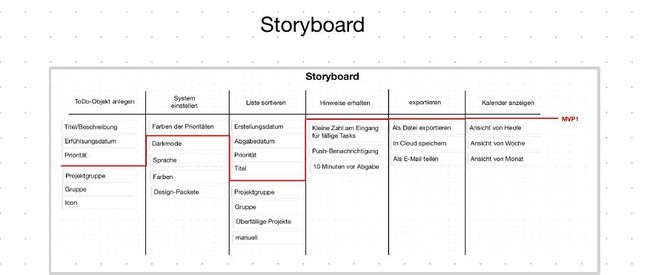 Storyboard
Storyboard
ToDo-Objekt anlegen
System
einstellen
Liste sortieren
Hinweise erhalten
exportieren
Kalender anzeigen
MVP1
Titel/Beschreibung
Erfühlsungsdatum
Priorität
Projektgruppe
Gruppe
Icon
Farben der Prioritäten
Darkmode
Sprache
Farben
Design-Packete
Erstellungsdatum
Abgabedatum
Priorität
Titel
Projektgruppe
Gruppe
Überfällige Projekte
manuell
Kleine Zahl am Eingang
für fällige Tasks
Push-Benachrichtigung
10 Minuten vor Abgabe
Als Datei exportieren
In Cloud speichern
Als E-Mail teilen
Ansicht von Heute
Ansicht von Woche
Ansicht von Monat